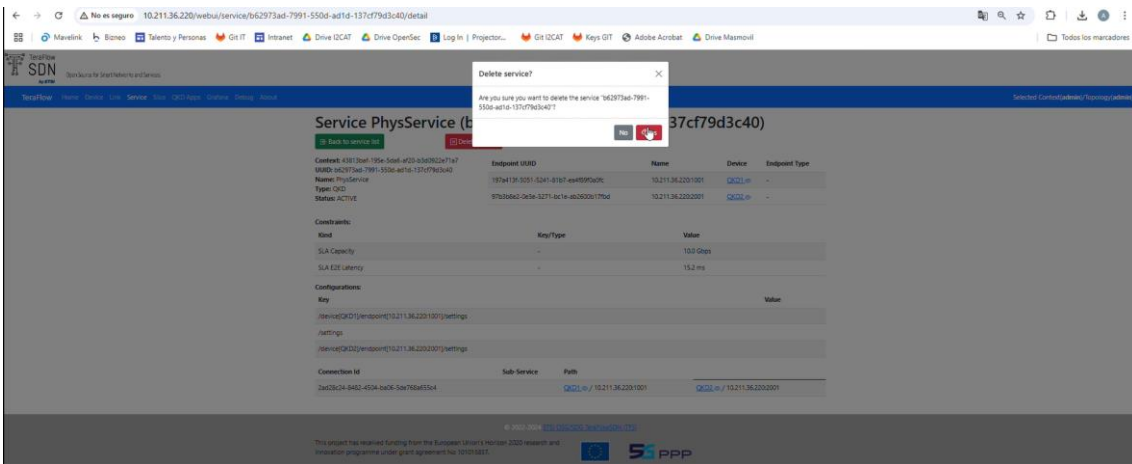 No es seguro 10.211.36.220/webui/service/b62973ad-7991-550d-ad1d-137cf79d3c40/detail
Mavelink Bizneo Talento y Personas Git IT Intranet Drive I2CAT Drive OpenSec Log In | Projector... Git I2CAT Keys GIT Adobe Acrobat Drive Masmovil Todos los marcadores
TeraFlow
SDN
by ETSI
TeraFlow Home Device Link Service Slice QKD Apps Grafana Debug About Selected Context(admin)/Topology(admin
Delete service?
Are you sure you want to delete the service "b62973ad-7991-
550d-ad1d-137cf79d3c40"?
No
Service PhysService (b 37cf79d3c40)
Back to service list
UUID: b62973ad-7991-550d-ad1d-137cf79d3c40
Name: PhysService
Type: QKD
Status: ACTIVE
Endpoint UUID Name Device Endpoint Type
10.211.36.220:1001 QKD1 -
10.211.36.220:2001 QKD2 -
Constraints:
Kind Key/Type Value
SLA Capacity - 10.0 Gbps
SLA E2E Latency - 15.2 ms
Configurations:
Key Value
/device[QKD1]/endpoint[10.211.36.220:1001]/settings
/settings
/device[QKD2]/endpoint[10.211.36.220:2001]/settings
Connection Id Sub-Service Path
QKD1 / 10.211.36.220:1001 QKD2 / 10.211.36.220:2001
This project has received funding from the European Union's Horizon 2020 research and
innovation programme under grant agreement No
5G PPP